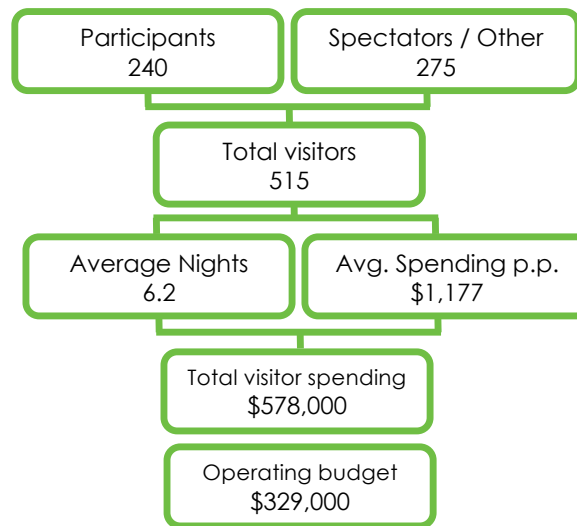 Participants
240
Spectators / Other
275
Total visitors
515
Average Nights
6.2
Avg. Spending p.p.
$1,177
Total visitor spending
$578,000
Operating budget
$329,000